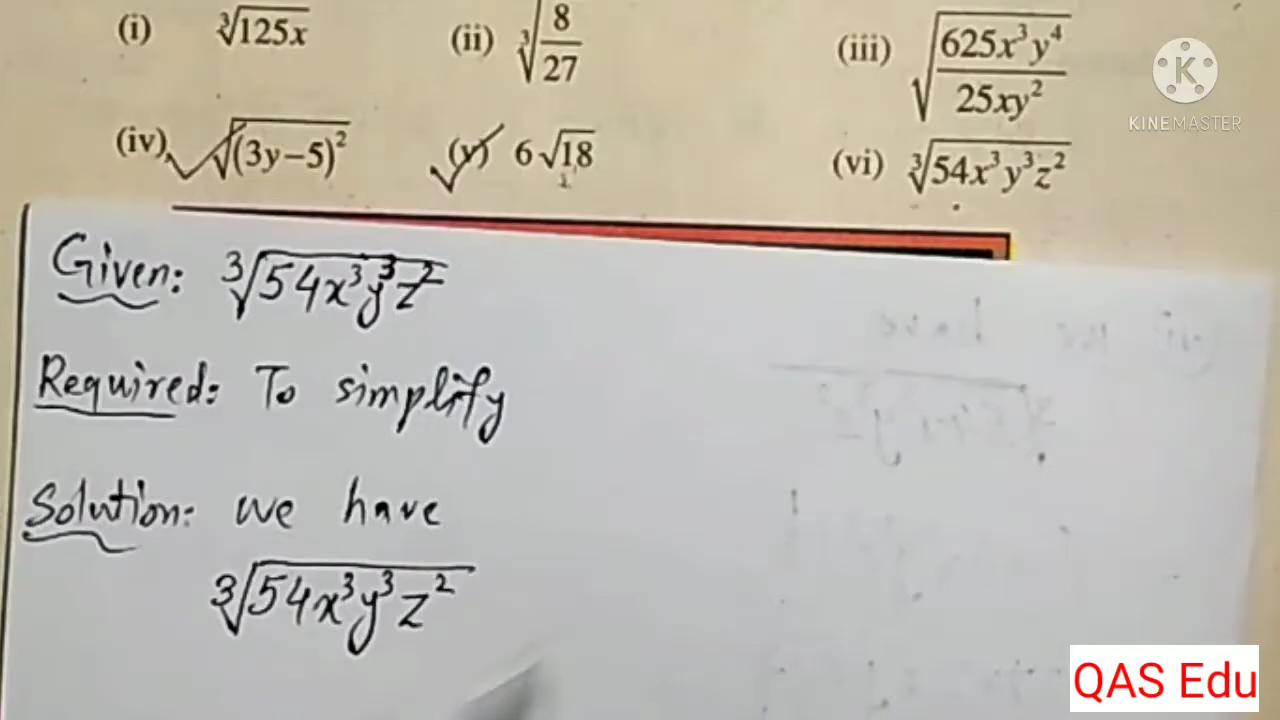 (i) ∛125x (ii) ∛(8/27) (iii) √(625x³y⁴/25xy²)
K
KINEMASTER
(iv) √(3y−5)² (v) 6√18 (vi) ∛54x³y³z²
Given: ∛54x³y³z²
Required: To simplify
Solution: we have
∛54x³y³z²
QAS Edu